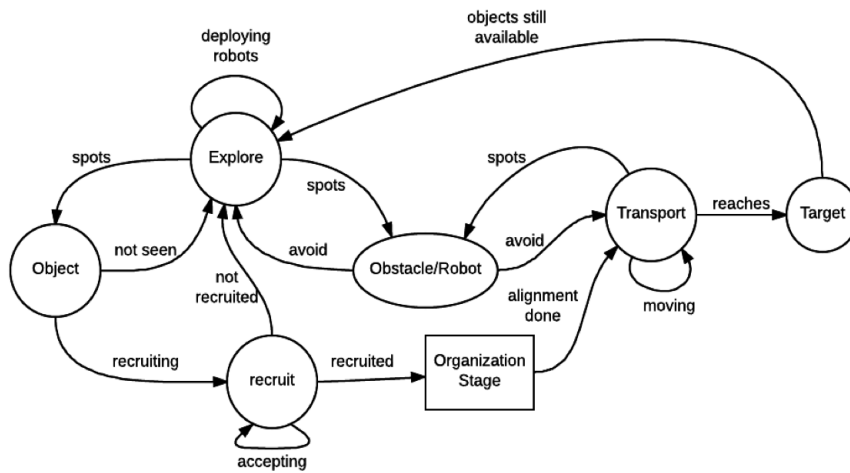 objects still
available
deploying
robots
spots
Explore
spots
spots
Transport
reaches
Target
not seen
avoid
avoid
Object
Obstacle/Robot
not
recruited
alignment
done
moving
recruiting
recruit
recruited
Organization
Stage
accepting